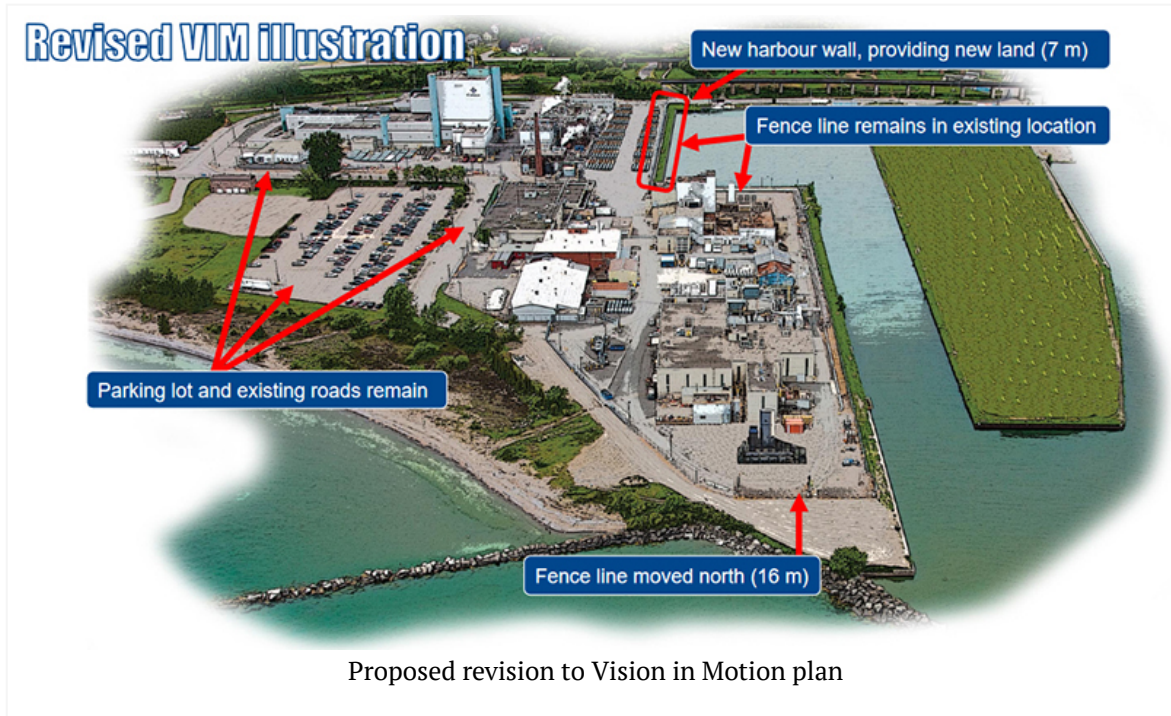 Revised VIM illustration
New harbour wall, providing new land (7 m)
Fence line remains in existing location
Parking lot and existing roads remain
Fence line moved north (16 m)
Proposed revision to Vision in Motion plan